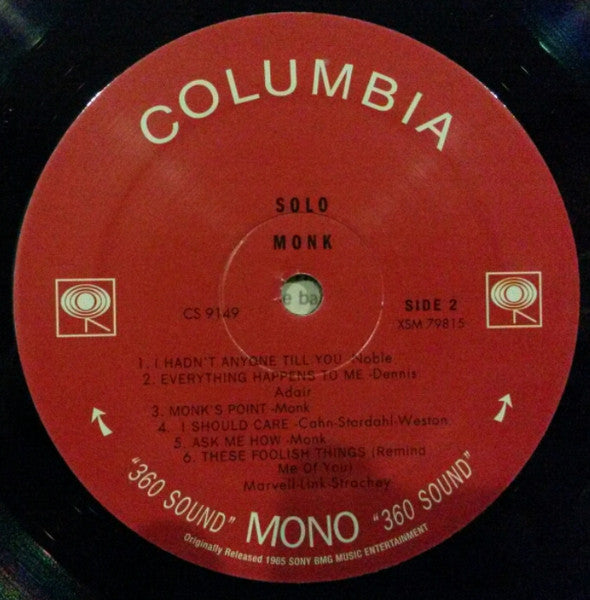 COLUMBIA
SOLO
MONK
e ba
CS 9149
SIDE 2
XSM 79815
1. I HADN'T ANYONE TILL YOU -Noble
2. EVERYTHING HAPPENS TO ME -Dennis
Adair
3. MONK'S POINT -Monk
4. I SHOULD CARE -Cahn-Stordahl-Weston
5. ASK ME HOW -Monk
6. THESE FOOLISH THINGS (Remind
Me Of You)
Marvell-Link-Strachey
"360 SOUND" MONO "360 SOUND"
Originally Released 1965 SONY BMG MUSIC ENTERTAINMENT